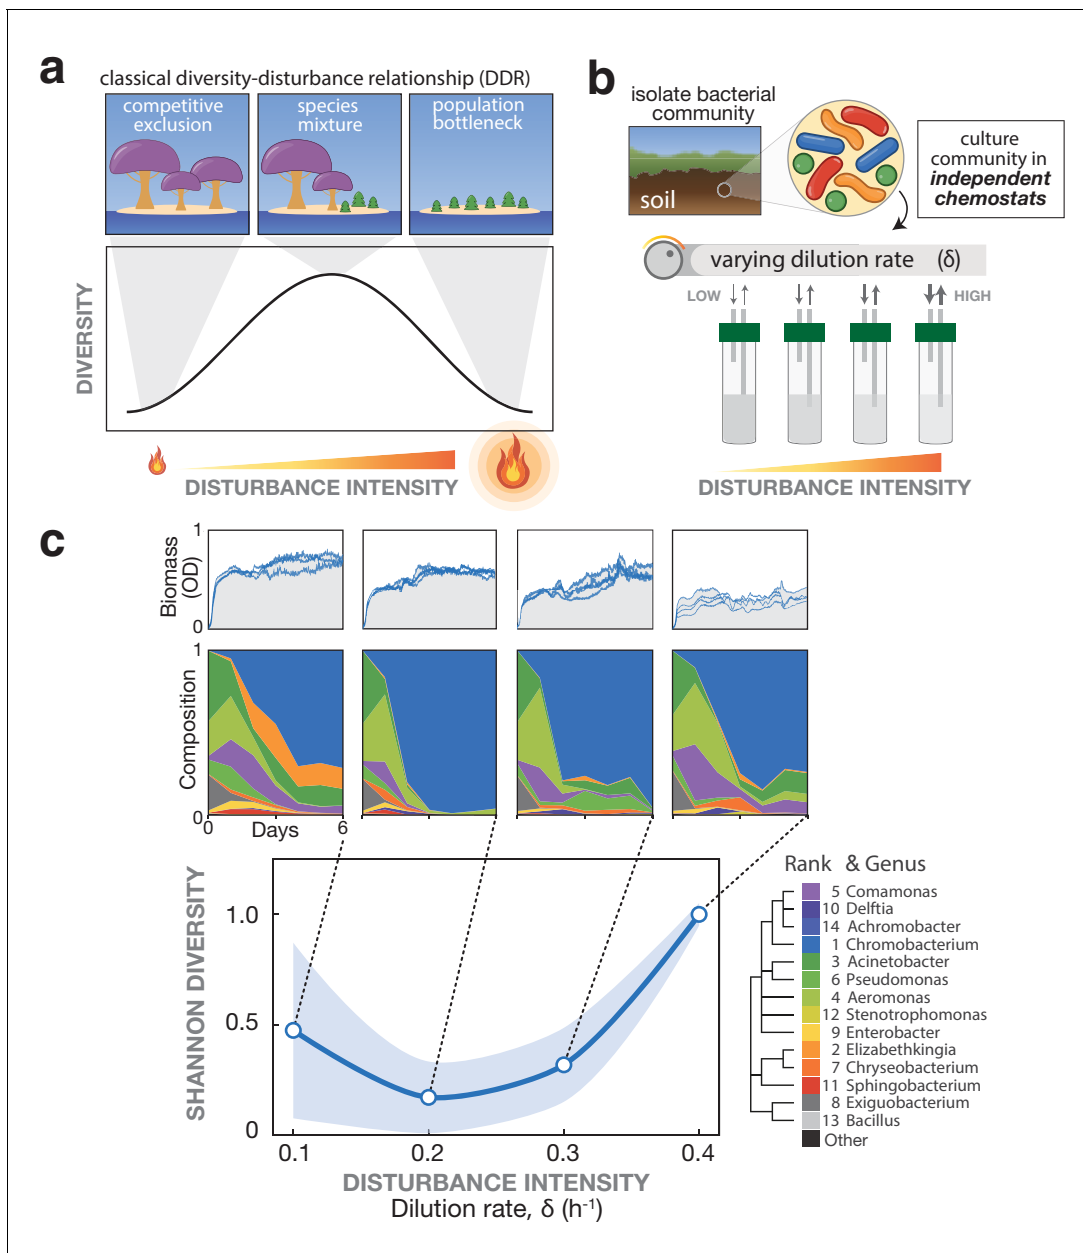 a
classical diversity-disturbance relationship (DDR)
competitive
exclusion
species
mixture
population
bottleneck
DIVERSITY
DISTURBANCE INTENSITY
b
isolate bacterial
community
soil
culture
community in
independent
chemostats
varying dilution rate (δ)
LOW
HIGH
DISTURBANCE INTENSITY
c
Biomass
(OD)
1
0
Composition
1
0
0 Days 6
SHANNON DIVERSITY
1.0
0.5
0
0.1 0.2 0.3 0.4
DISTURBANCE INTENSITY
Dilution rate, δ (h-1)
Rank & Genus
5 Comamonas
10 Delftia
14 Achromobacter
1 Chromobacterium
3 Acinetobacter
6 Pseudomonas
4 Aeromonas
12 Stenotrophomonas
9 Enterobacter
2 Elizabethkingia
7 Chryseobacterium
11 Sphingobacterium
8 Exiguobacterium
13 Bacillus
Other